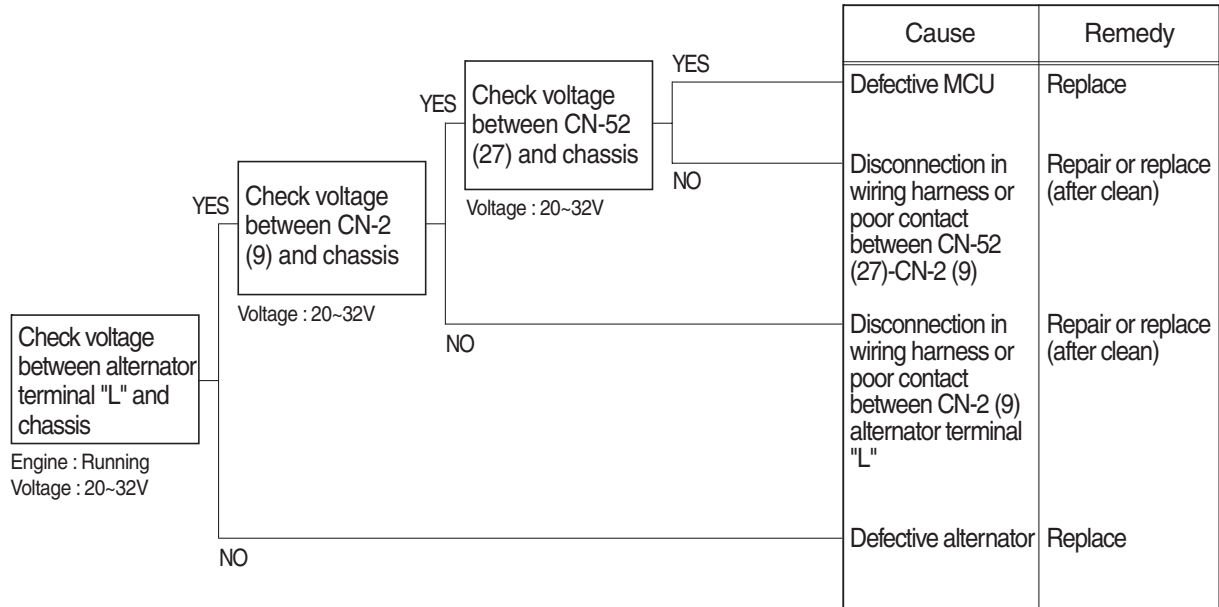 Cause
Remedy
YES
Defective MCU
Replace
YES
Check voltage
between CN-52
(27) and chassis
Voltage : 20~32V
NO
Disconnection in
wiring harness or
poor contact
between CN-52
(27)-CN-2 (9)
Repair or replace
(after clean)
YES
Check voltage
between CN-2
(9) and chassis
Voltage : 20~32V
NO
Disconnection in
wiring harness or
poor contact
between CN-2 (9)
alternator terminal
"L"
Repair or replace
(after clean)
Check voltage
between alternator
terminal "L" and
chassis
Engine : Running
Voltage : 20~32V
NO
Defective alternator
Replace